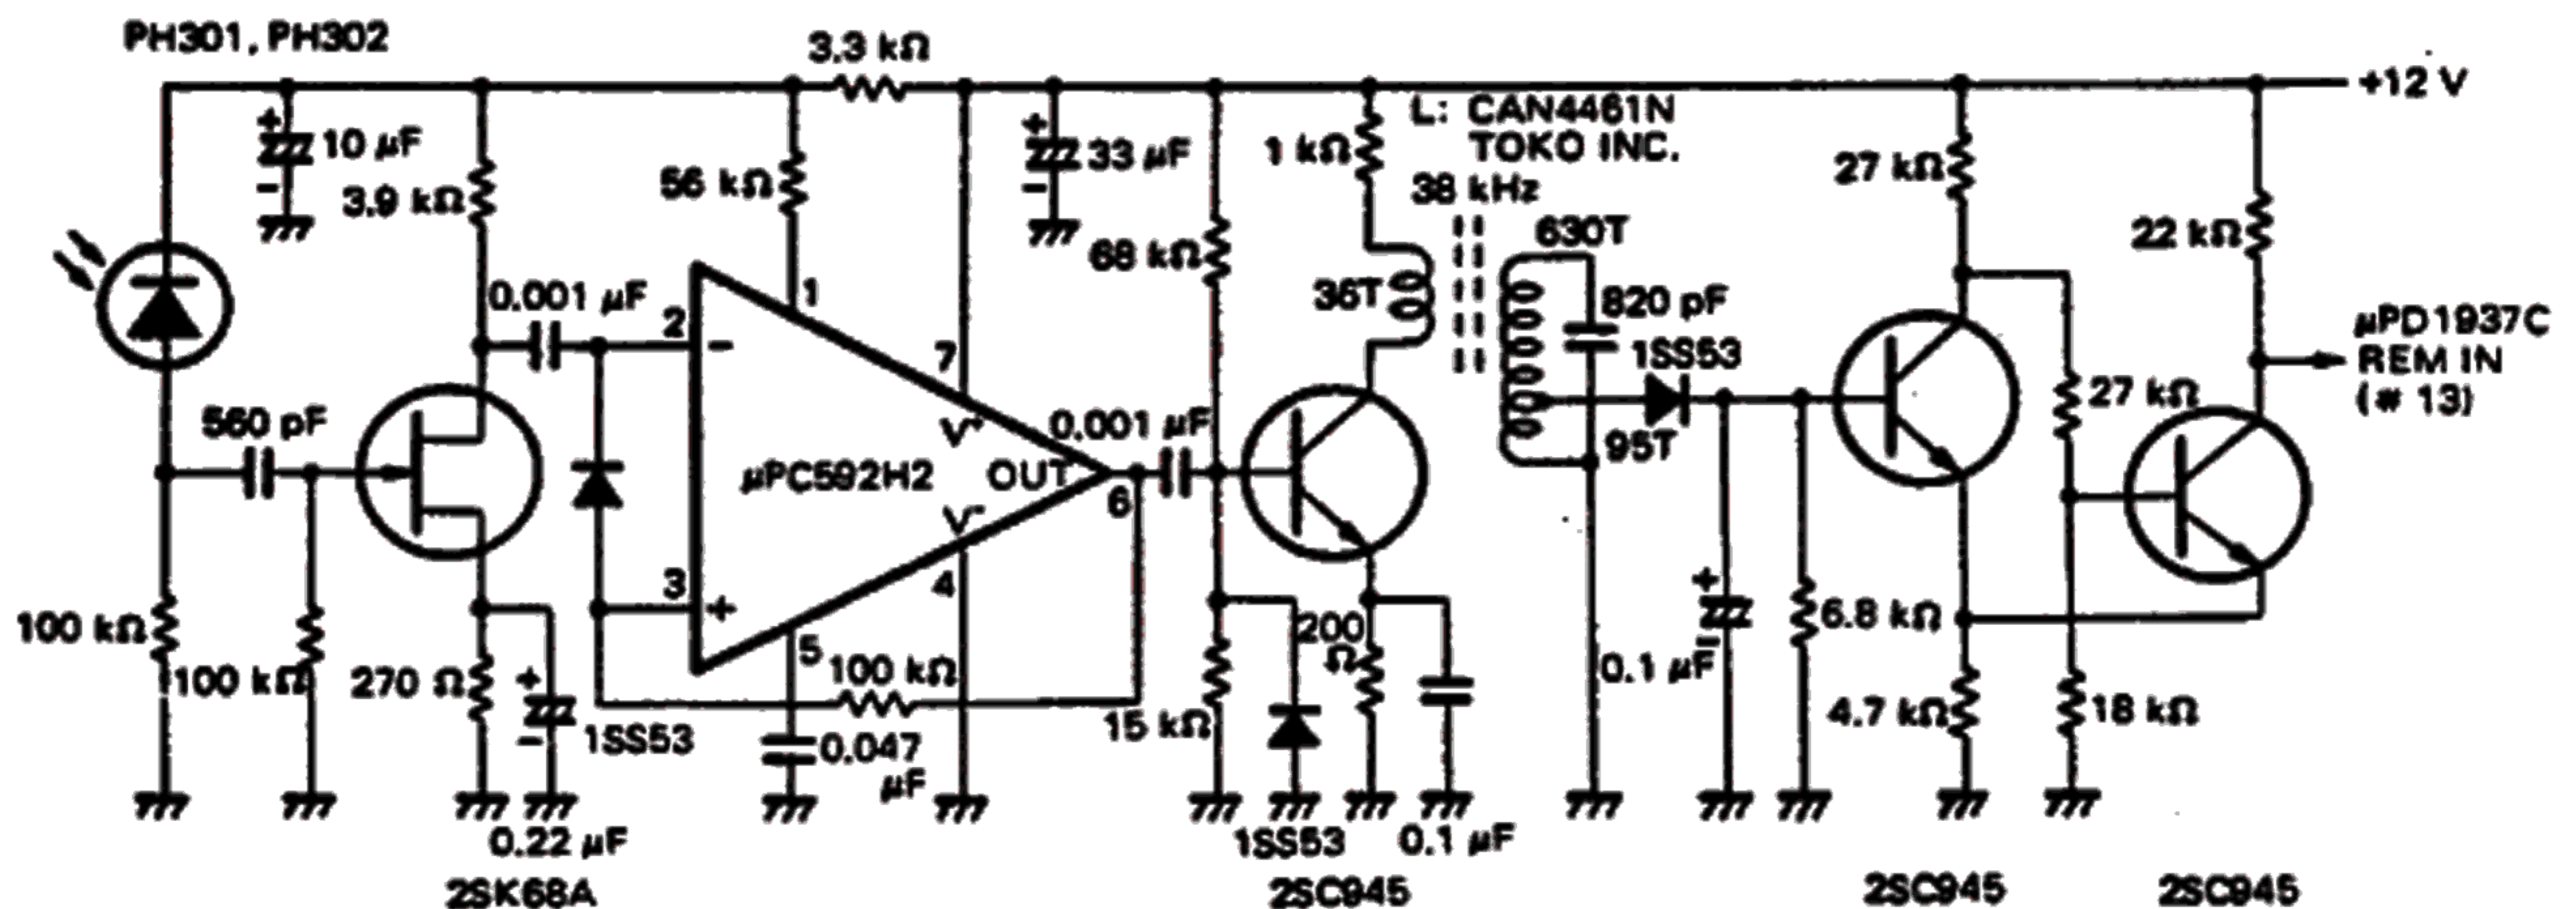 PH301, PH302
3.3 kΩ
+12 V
L: CAN4461N
TOKO INC.
38 kHz
10 µF
+
-
3.9 kΩ
56 kΩ
+
-
33 µF
1 kΩ
27 kΩ
22 kΩ
68 kΩ
630T
36T
820 pF
1SS53
95T
0.001 µF
2
-
1
7
V+
µPC592H2
OUT
6
V-
4
3
+
5
0.001 µF
560 pF
µPD1937C
REM IN
(# 13)
27 kΩ
100 kΩ
100 kΩ
270 Ω
+
-
1SS53
100 kΩ
0.047
µF
15 kΩ
200
Ω
+
-
0.1 µF
6.8 kΩ
4.7 kΩ
18 kΩ
0.22 µF
1SS53
0.1 µF
2SK68A
2SC945
2SC945
2SC945